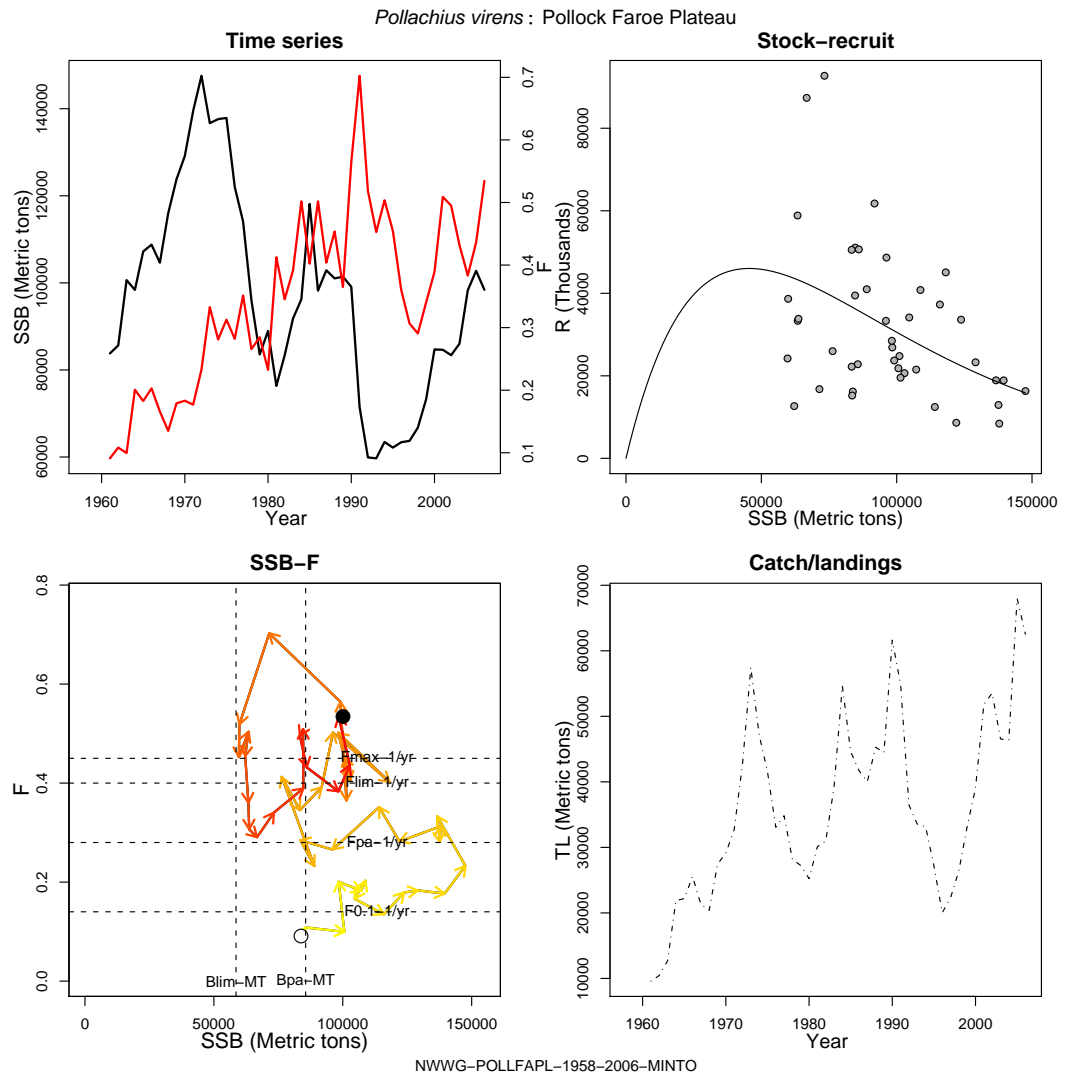 Pollachius virens : Pollock Faroe Plateau
Time series
SSB (Metric tons)
60000 80000 100000 120000 140000
F
0.1 0.2 0.3 0.4 0.5 0.6 0.7
1960 1970 1980 1990 2000
Year
Stock−recruit
R (Thousands)
0 20000 40000 60000 80000
0 50000 100000 150000
SSB (Metric tons)
SSB−F
F
0.0 0.2 0.4 0.6 0.8
Fmax−1/yr
Flim−1/yr
Fpa−1/yr
F0.1−1/yr
Blim−MT Bpa−MT
0 50000 100000 150000
SSB (Metric tons)
Catch/landings
TL (Metric tons)
10000 20000 30000 40000 50000 60000 70000
1960 1970 1980 1990 2000
Year
NWWG−POLLFAPL−1958−2006−MINTO